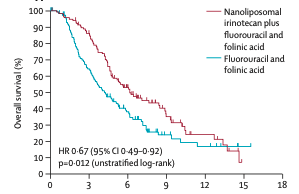 100
90
80
70
60
50
40
30
20
10
0
Overall survival (%)
Nanoliposomal
irinotecan plus
fluorouracil and
folinic acid
Fluorouracil and
folinic acid
HR 0·67 (95% CI 0·49–0·92)
p=0·012 (unstratified log-rank)
0 3 6 9 12 15 18